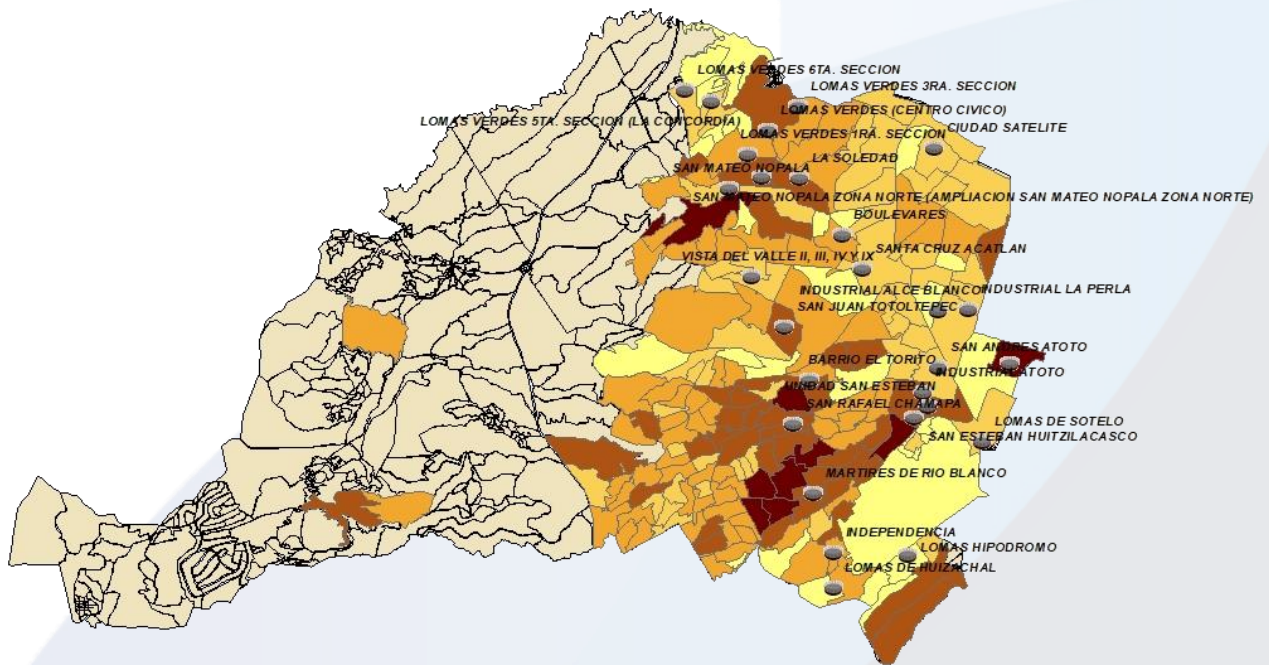 LOMAS VERDES 6TA. SECCION
LOMAS VERDES 3RA. SECCION
LOMAS VERDES (CENTRO CIVICO)
LOMAS VERDES 5TA. SECCION (LA CONCORDIA)
CIUDAD SATELITE
LOMAS VERDES 1RA. SECCION
LA SOLEDAD
SAN MATEO NOPALA
SAN MATEO NOPALA ZONA NORTE (AMPLIACION SAN MATEO NOPALA ZONA NORTE)
BOULEVARES
SANTA CRUZ ACATLAN
VISTA DEL VALLE II, III, IV Y IX
INDUSTRIAL ALCE BLANCO
INDUSTRIAL LA PERLA
SAN JUAN TOTOLTEPEC
SAN ANDRES ATOTO
BARRIO EL TORITO
INDUSTRIAL ATOTO
UNIDAD SAN ESTEBAN
SAN RAFAEL CHAMAPA
LOMAS DE SOTELO
SAN ESTEBAN HUITZILACASCO
MARTIRES DE RIO BLANCO
INDEPENDENCIA
LOMAS HIPODROMO
LOMAS DE HUIZACHAL